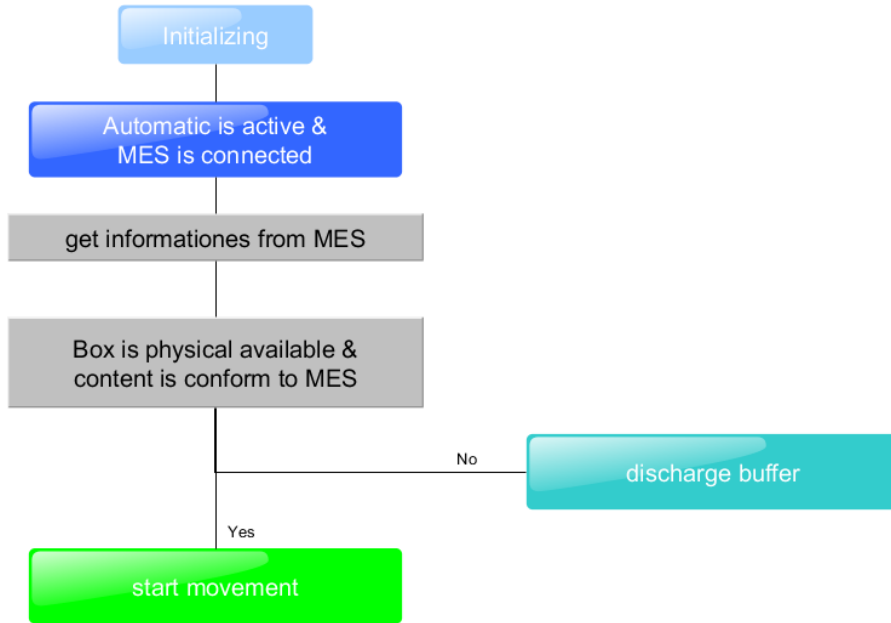 Initializing
Automatic is active &
MES is connected
get informationes from MES
Box is physical available &
content is conform to MES
No
discharge buffer
Yes
start movement